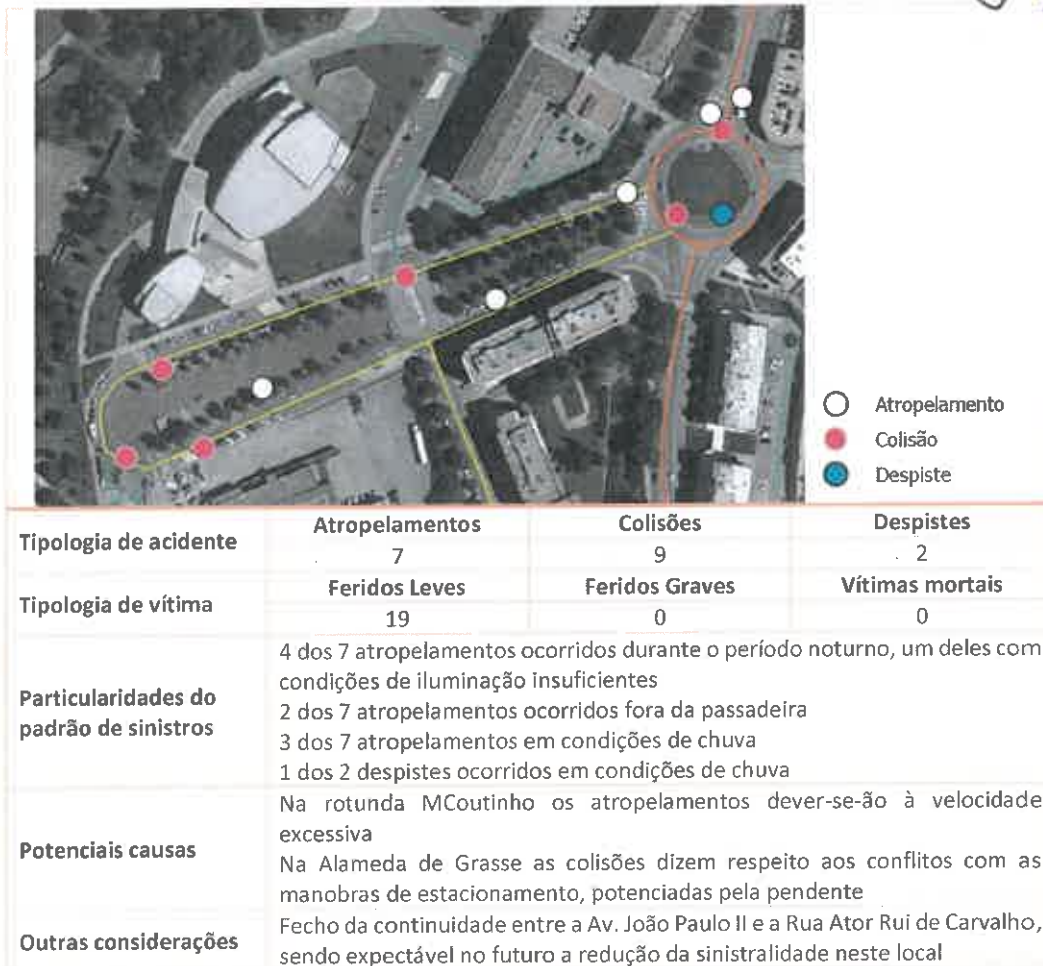 Atropelamento
Colisão
Despiste
Tipologia de acidente
Atropelamentos Colisões Despistes
7 9 2
Tipologia de vítima
Feridos Leves Feridos Graves Vítimas mortais
19 0 0
Particularidades do
padrão de sinistros
4 dos 7 atropelamentos ocorridos durante o período noturno, um deles com
condições de iluminação insuficientes
2 dos 7 atropelamentos ocorridos fora da passadeira
3 dos 7 atropelamentos em condições de chuva
1 dos 2 despistes ocorridos em condições de chuva
Potenciais causas
Na rotunda MCoutinho os atropelamentos dever-se-ão à velocidade
excessiva
Na Alameda de Grasse as colisões dizem respeito aos conflitos com as
manobras de estacionamento, potenciadas pela pendente
Outras considerações
Fecho da continuidade entre a Av. João Paulo II e a Rua Ator Rui de Carvalho,
sendo expectável no futuro a redução da sinistralidade neste local